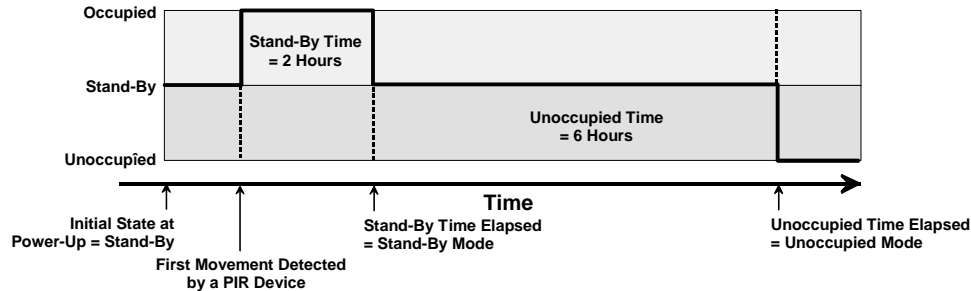 Occupied
Stand-By Time
= 2 Hours
Stand-By
Unoccupied Time
= 6 Hours
Unoccupîed
Time
Initial State at
Power-Up = Stand-By
First Movement Detected
by a PIR Device
Stand-By Time Elapsed
= Stand-By Mode
Unoccupied Time Elapsed
= Unoccupied Mode